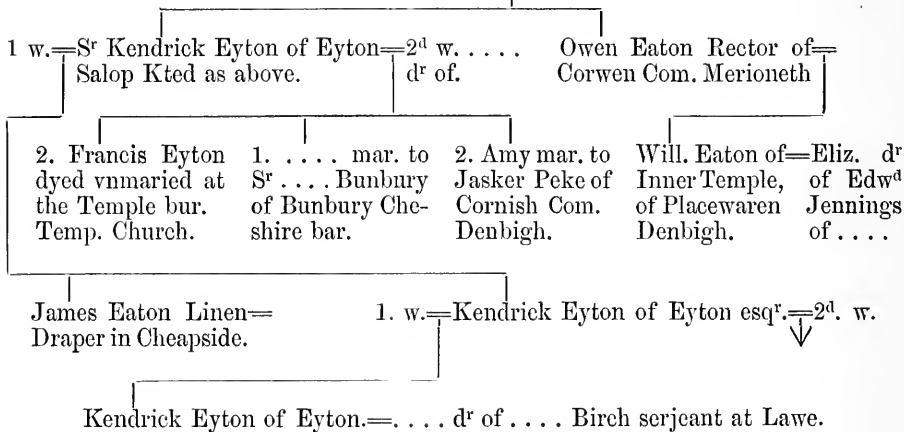 1 w.=Sʳ Kendrick Eyton of Eyton=2ᵈ w. . . . .
Salop Kted as above. dʳ of.
Owen Eaton Rector of=
Corwen Com. Merioneth
2. Francis Eyton
dyed vnmaried at
the Temple bur.
Temp. Church.
1. . . . . mar. to
Sʳ . . . . Bunbury
of Bunbury Che-
shire bar.
2. Amy mar. to
Jasker Peke of
Cornish Com.
Denbigh.
Will. Eaton of=Eliz. dʳ
Inner Temple, of Edwᵈ
of Placewaren Jennings
Denbigh. of . . . .
James Eaton Linen=
Draper in Cheapside.
1. w.=Kendrick Eyton of Eyton esqʳ.=2ᵈ. w.
Kendrick Eyton of Eyton.=. . . . dʳ of . . . . Birch serjeant at Lawe.